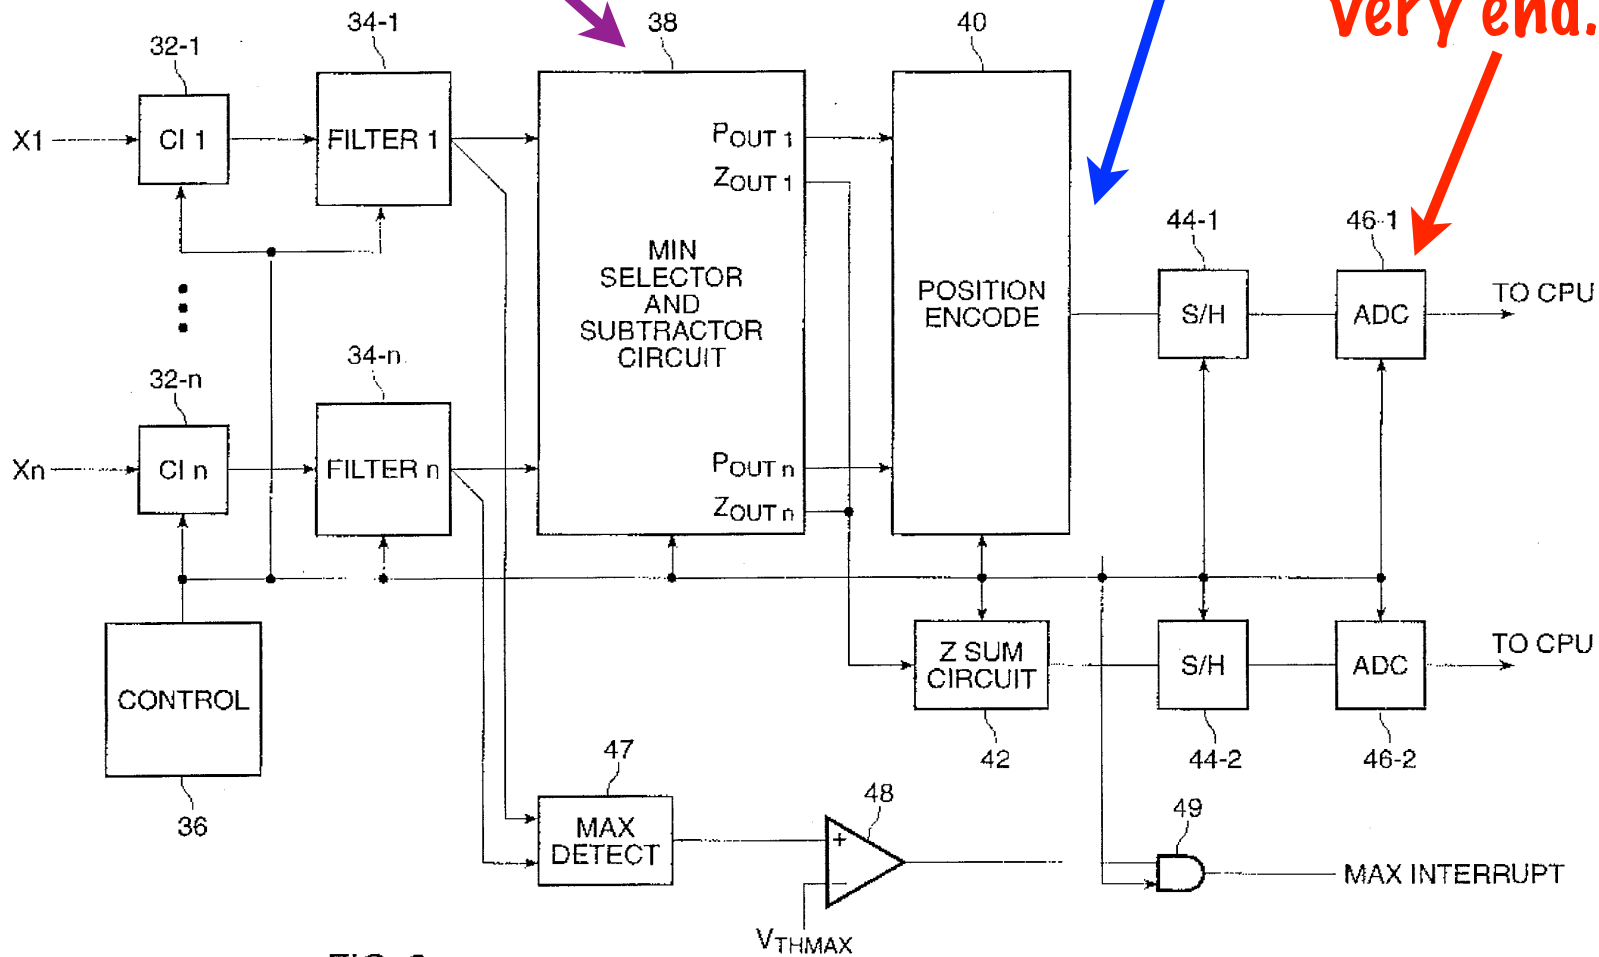 very end.
34-1
38
40
32-1
X1
CI 1
FILTER 1
POUT 1
ZOUT 1
44-1
46-1
MIN
SELECTOR
AND
SUBTRACTOR
CIRCUIT
POSITION
ENCODE
S/H
ADC
TO CPU
34-n
32-n
Xn
CI n
FILTER n
POUT n
ZOUT n
CONTROL
Z SUM
CIRCUIT
S/H
ADC
TO CPU
42
44-2
46-2
36
47
48
49
MAX
DETECT
+
−
MAX INTERRUPT
VTHMAX